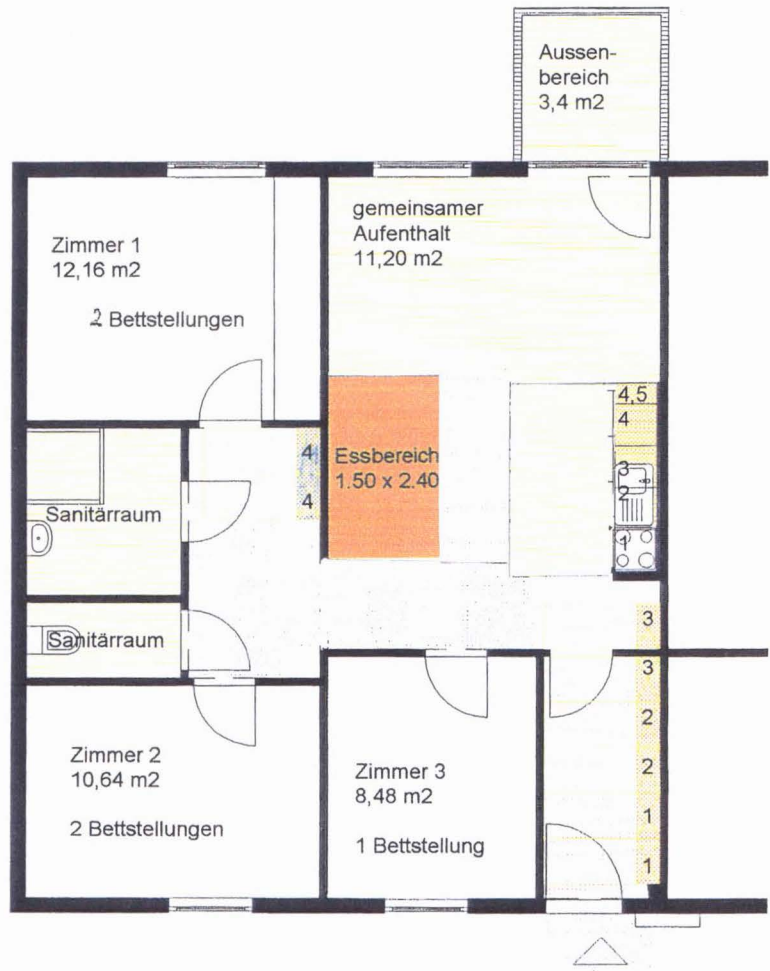 Aussen-
bereich
3,4 m2
gemeinsamer
Aufenthalt
11,20 m2
Zimmer 1
12,16 m2
2 Bettstellungen
4,5
4
3
2
1
4
4
Essbereich
1.50 x 2.40
Sanitärraum
Sanitärraum
3
3
2
2
1
1
Zimmer 2
10,64 m2
2 Bettstellungen
Zimmer 3
8,48 m2
1 Bettstellung